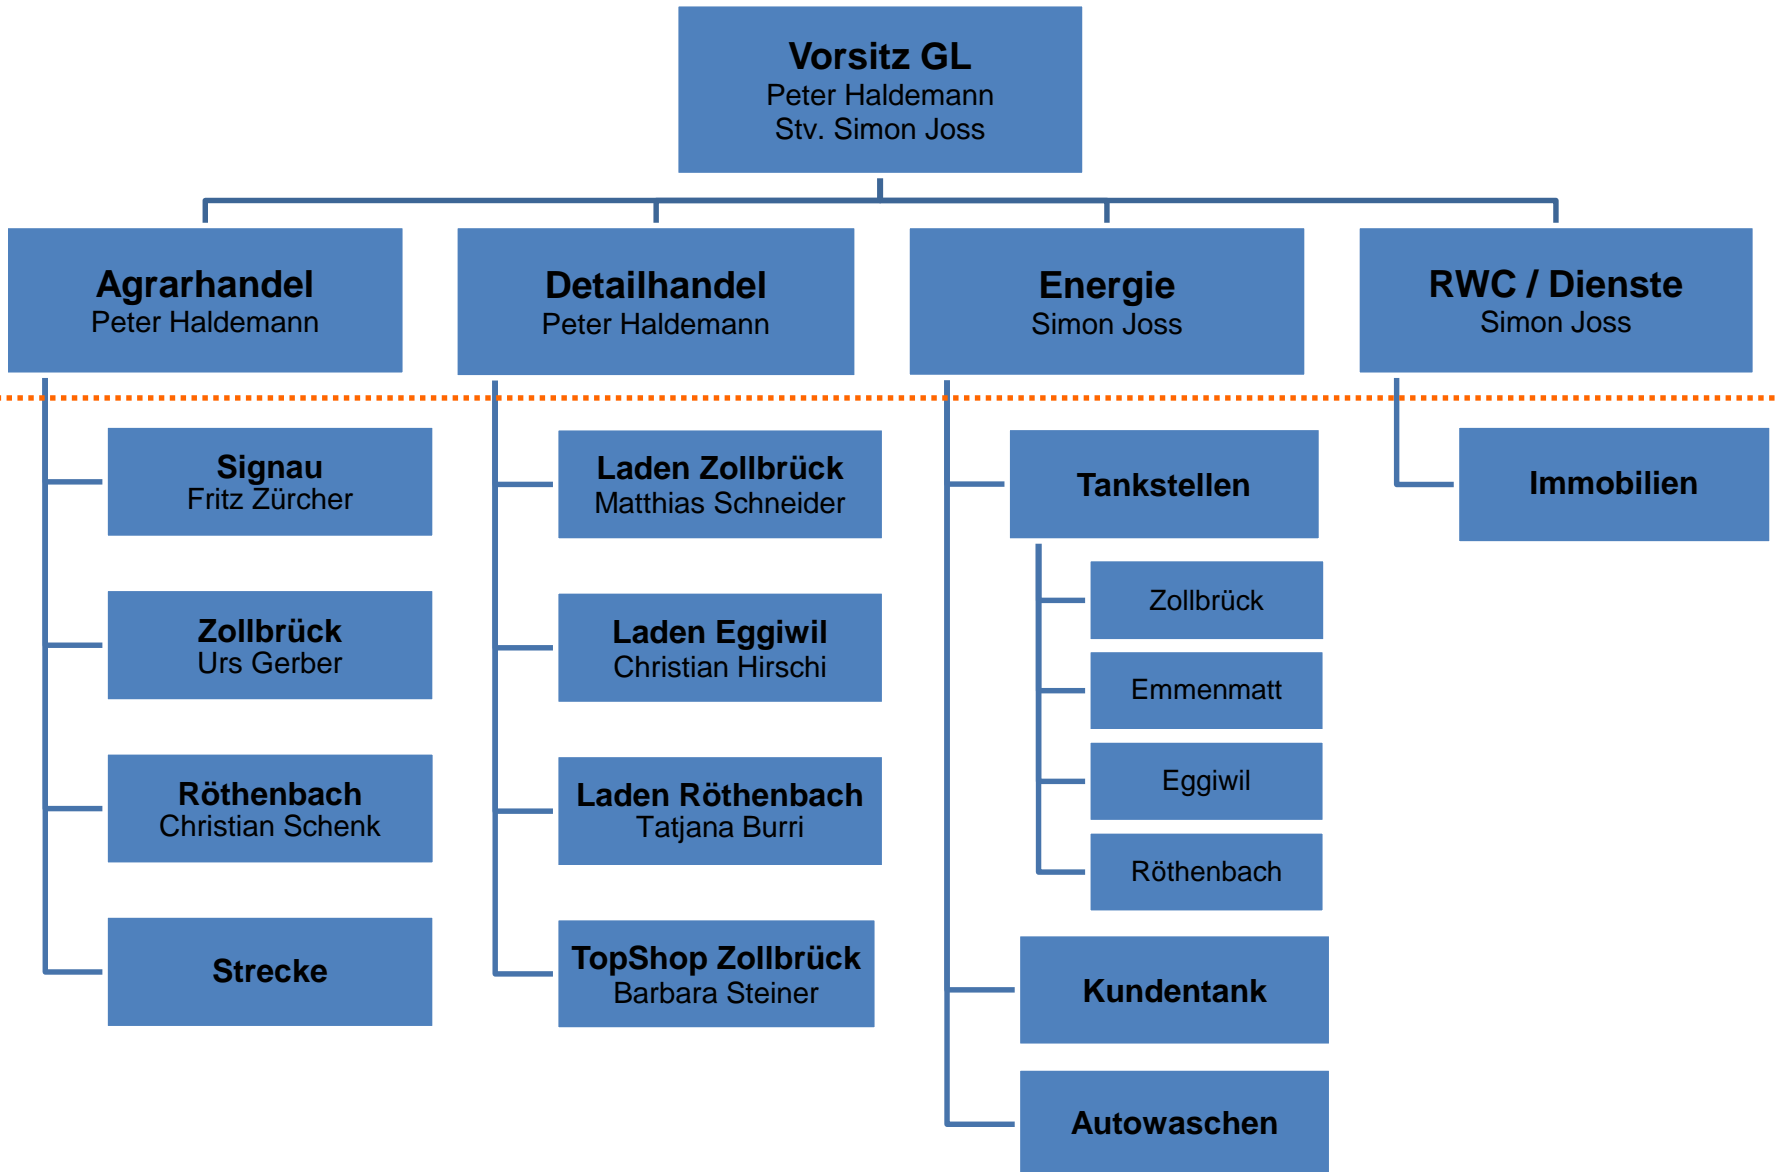 Vorsitz GL
Peter Haldemann
Stv. Simon Joss
Agrarhandel
Peter Haldemann
Detailhandel
Peter Haldemann
Energie
Simon Joss
RWC / Dienste
Simon Joss
Signau
Fritz Zürcher
Zollbrück
Urs Gerber
Röthenbach
Christian Schenk
Strecke
Laden Zollbrück
Matthias Schneider
Laden Eggiwil
Christian Hirschi
Laden Röthenbach
Tatjana Burri
TopShop Zollbrück
Barbara Steiner
Tankstellen
Zollbrück
Emmenmatt
Eggiwil
Röthenbach
Kundentank
Autowaschen
Immobilien